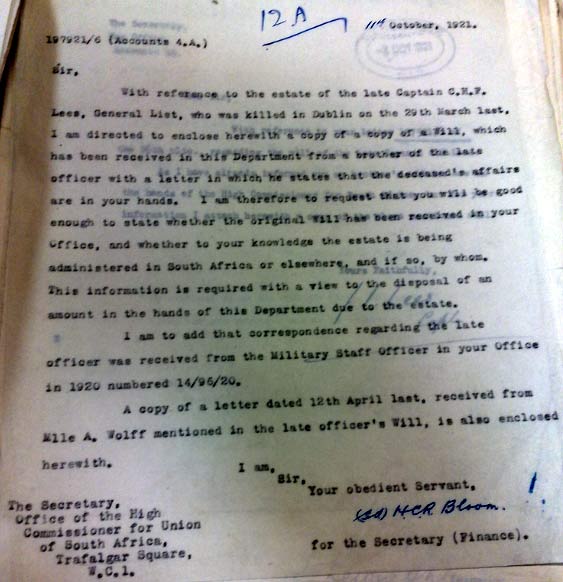 12A
11th October, 1921.
197921/6 (Accounts 4.A.)
Sir,
With reference to the estate of the late Captain C.H.F.
Lees, General List, who was killed in Dublin on the 29th March last,
I am directed to enclose herewith a copy of a copy of a Will, which
has been received in this Department from a brother of the late
officer with a letter in which he states that the deceased's affairs
are in your hands. I am therefore to request that you will be good
enough to state whether the original Will has been received in your
Office, and whether to your knowledge the estate is being
administered in South Africa or elsewhere, and if so, by whom.
This information is required with a view to the disposal of an
amount in the hands of this Department due to the estate.
I am to add that correspondence regarding the late
officer was received from the Military Staff Officer in your Office
in 1920 numbered 14/96/20.
A copy of a letter dated 12th April last, received from
Mlle A. Wolff mentioned in the late officer's Will, is also enclosed
herewith.
I am,
Sir,
Your obedient Servant,
(Sd) H.C.R. Bloom.
for the Secretary (Finance).
The Secretary,
Office of the High
Commissioner for Union
of South Africa,
Trafalgar Square,
W.C.1.